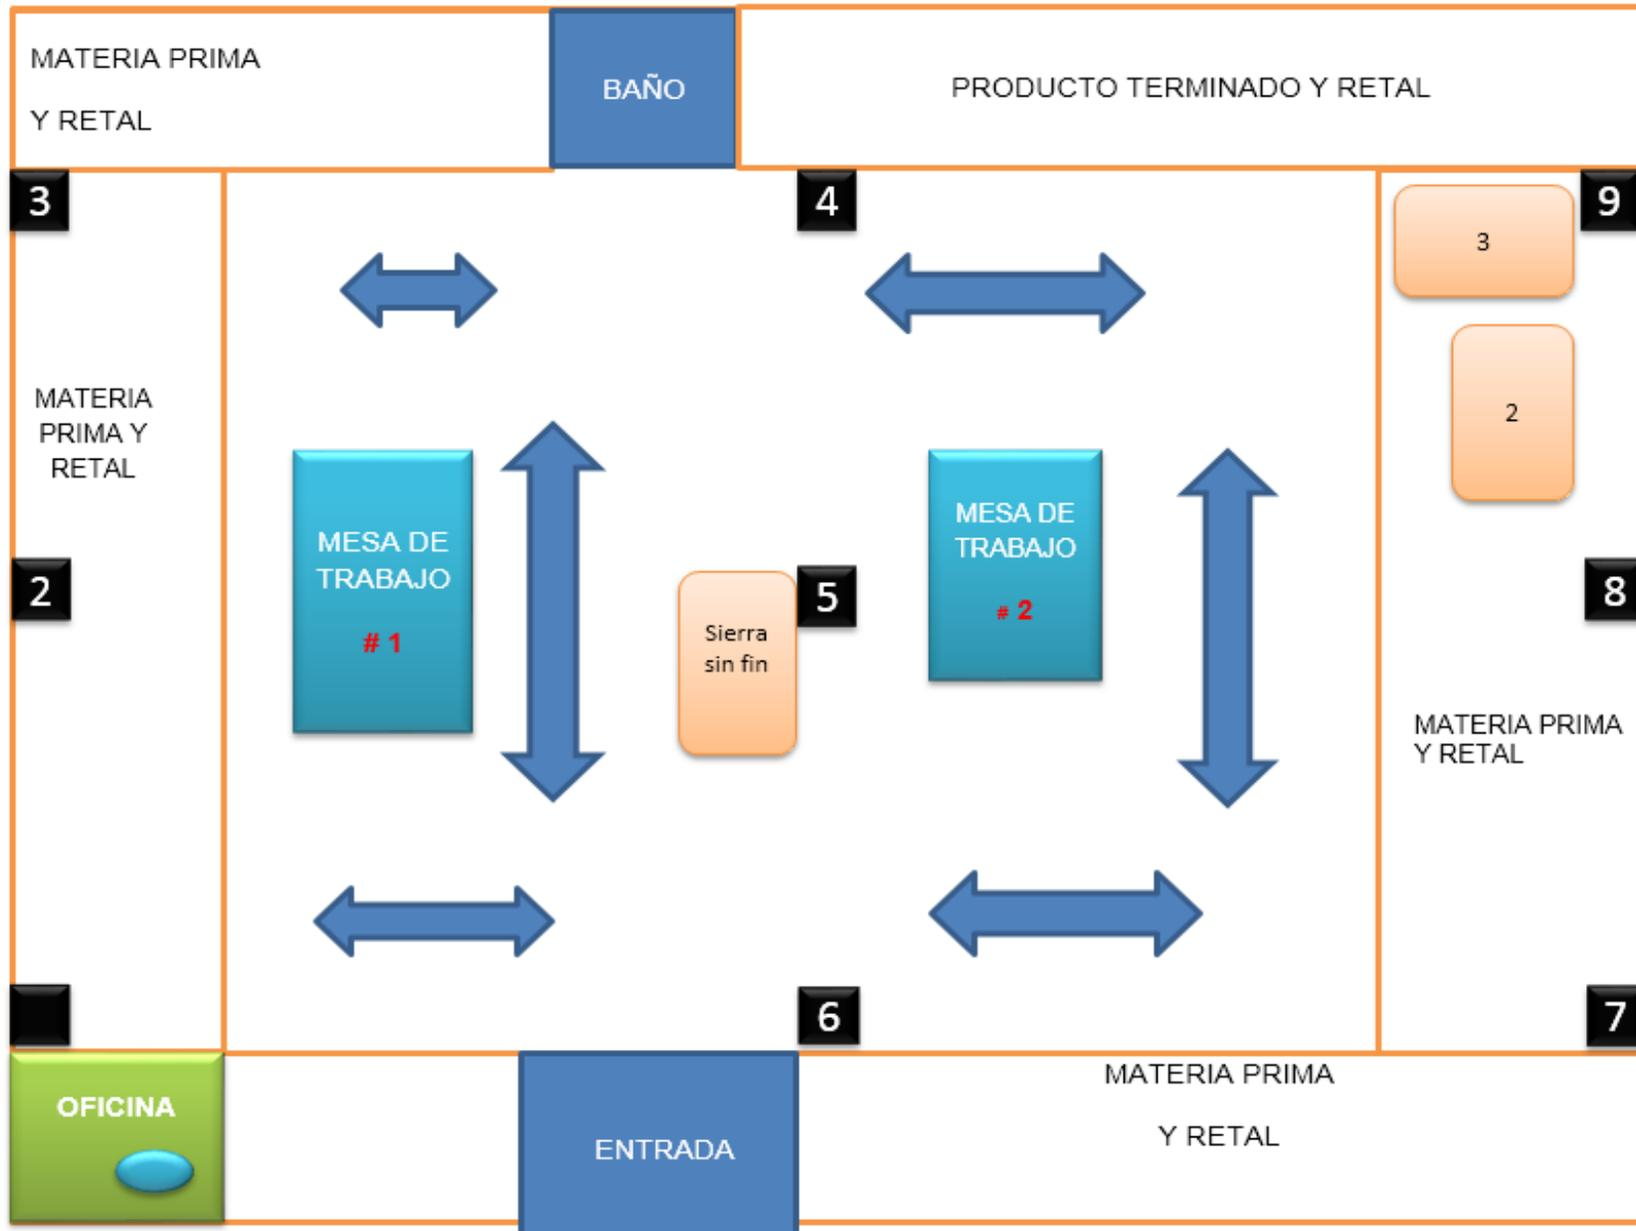 MATERIA PRIMA
Y RETAL
BAÑO
PRODUCTO TERMINADO Y RETAL
3
4
9
3
2
MATERIA
PRIMA Y
RETAL
MESA DE
TRABAJO
# 1
MESA DE
TRABAJO
# 2
2
Sierra
sin fin
5
8
MATERIA PRIMA
Y RETAL
6
7
OFICINA
ENTRADA
MATERIA PRIMA
Y RETAL